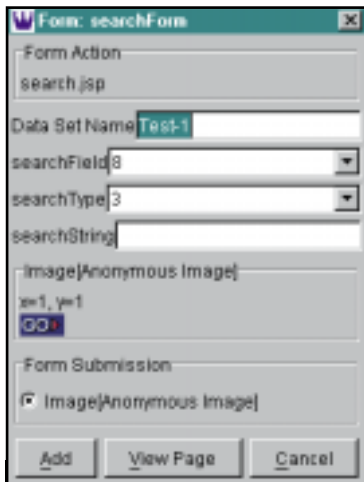 Form: searchForm
Form Action
search.jsp
Data Set Name Test-1
searchField 8
searchType 3
searchString
Image[Anonymous Image]
x=1, y=1
GO
Form Submission
Image[Anonymous Image]
Add View Page Cancel